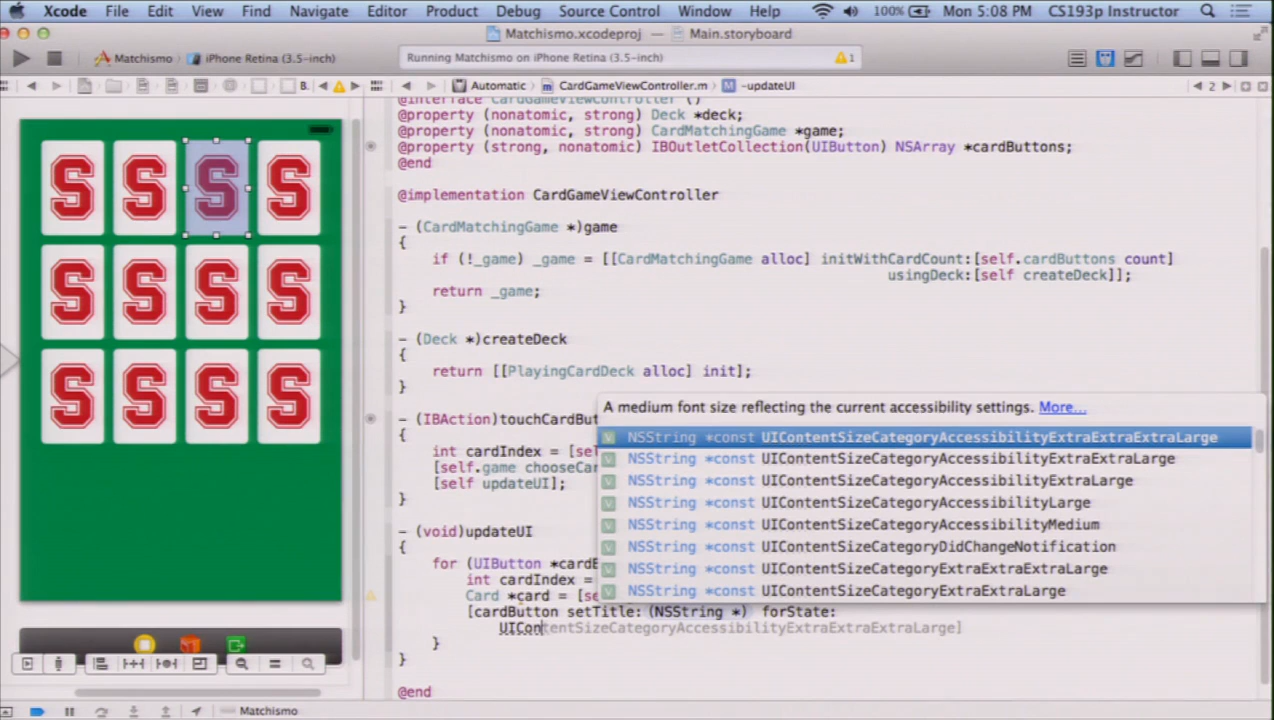 Xcode File Edit View Find Navigate Editor Product Debug Source Control Window Help 100% Mon 5:08 PM CS193p Instructor
Matchismo.xcodeproj — Main.storyboard
Matchismo iPhone Retina (3.5-inch) Running Matchismo on iPhone Retina (3.5-inch) 1
B. Automatic CardGameViewController.m M -updateUI 2
@interface CardGameViewController ()
@property (nonatomic, strong) Deck *deck;
@property (nonatomic, strong) CardMatchingGame *game;
@property (strong, nonatomic) IBOutletCollection(UIButton) NSArray *cardButtons;
@end
@implementation CardGameViewController
- (CardMatchingGame *)game
{
if (!_game) _game = [[CardMatchingGame alloc] initWithCardCount:[self.cardButtons count]
usingDeck:[self createDeck]];
return _game;
}
- (Deck *)createDeck
{
return [[PlayingCardDeck alloc] init];
}
- (IBAction)touchCardBut
{
int cardIndex = [sel
[self.game chooseCar
[self updateUI];
}
- (void)updateUI
{
for (UIButton *cardB
int cardIndex =
Card *card = [se
[cardButton setTitle:(NSString *) forState:
UIContentSizeCategoryAccessibilityExtraExtraExtraLarge]
}
}
@end
A medium font size reflecting the current accessibility settings. More...
V NSString *const UIContentSizeCategoryAccessibilityExtraExtraExtraLarge
V NSString *const UIContentSizeCategoryAccessibilityExtraExtraLarge
V NSString *const UIContentSizeCategoryAccessibilityExtraLarge
V NSString *const UIContentSizeCategoryAccessibilityLarge
V NSString *const UIContentSizeCategoryAccessibilityMedium
V NSString *const UIContentSizeCategoryDidChangeNotification
V NSString *const UIContentSizeCategoryExtraExtraExtraLarge
V NSString *const UIContentSizeCategoryExtraExtraLarge
S S S S
S S S S
S S S S
Matchismo